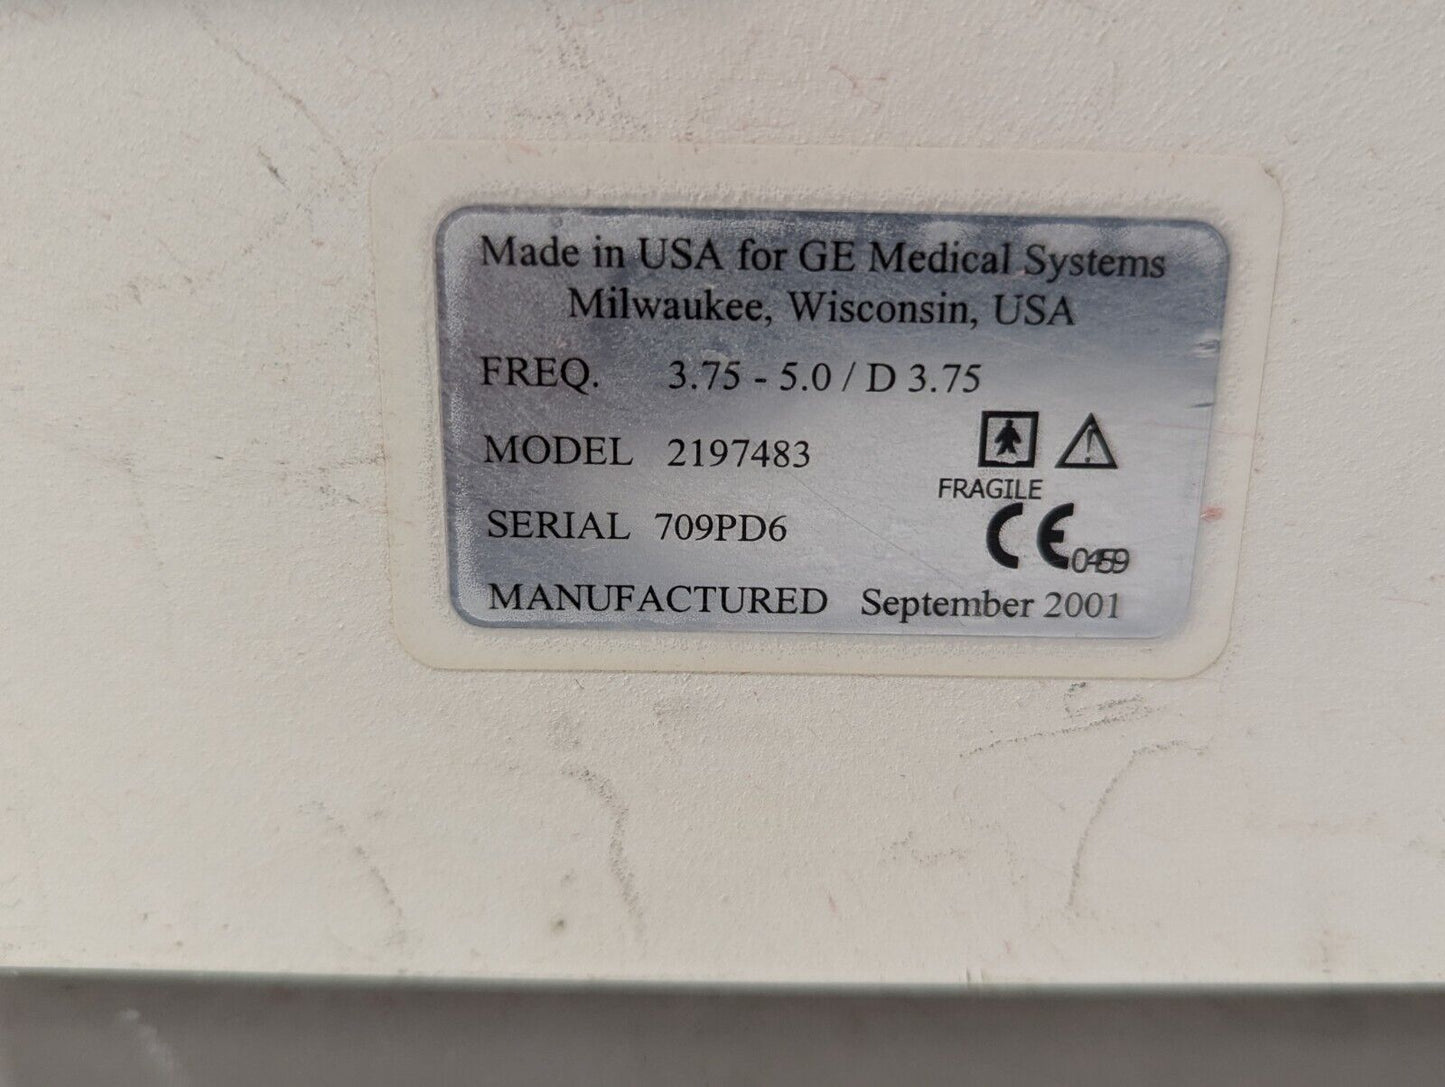 Made in USA for GE Medical Systems
Milwaukee, Wisconsin, USA
FREQ. 3.75 - 5.0 / D 3.75
MODEL 2197483
FRAGILE
SERIAL 709PD6
CE 0459
MANUFACTURED September 2001